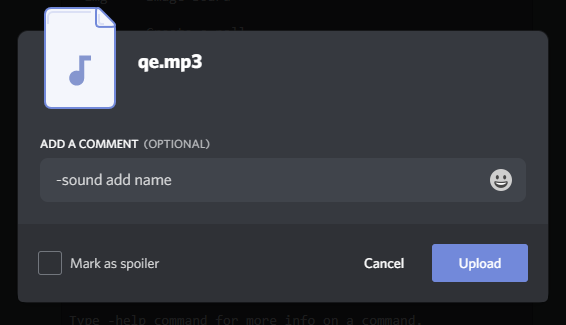 qe.mp3
ADD A COMMENT (OPTIONAL)
-sound add name
Mark as spoiler
Cancel
Upload
Type -help command for more info on a command.